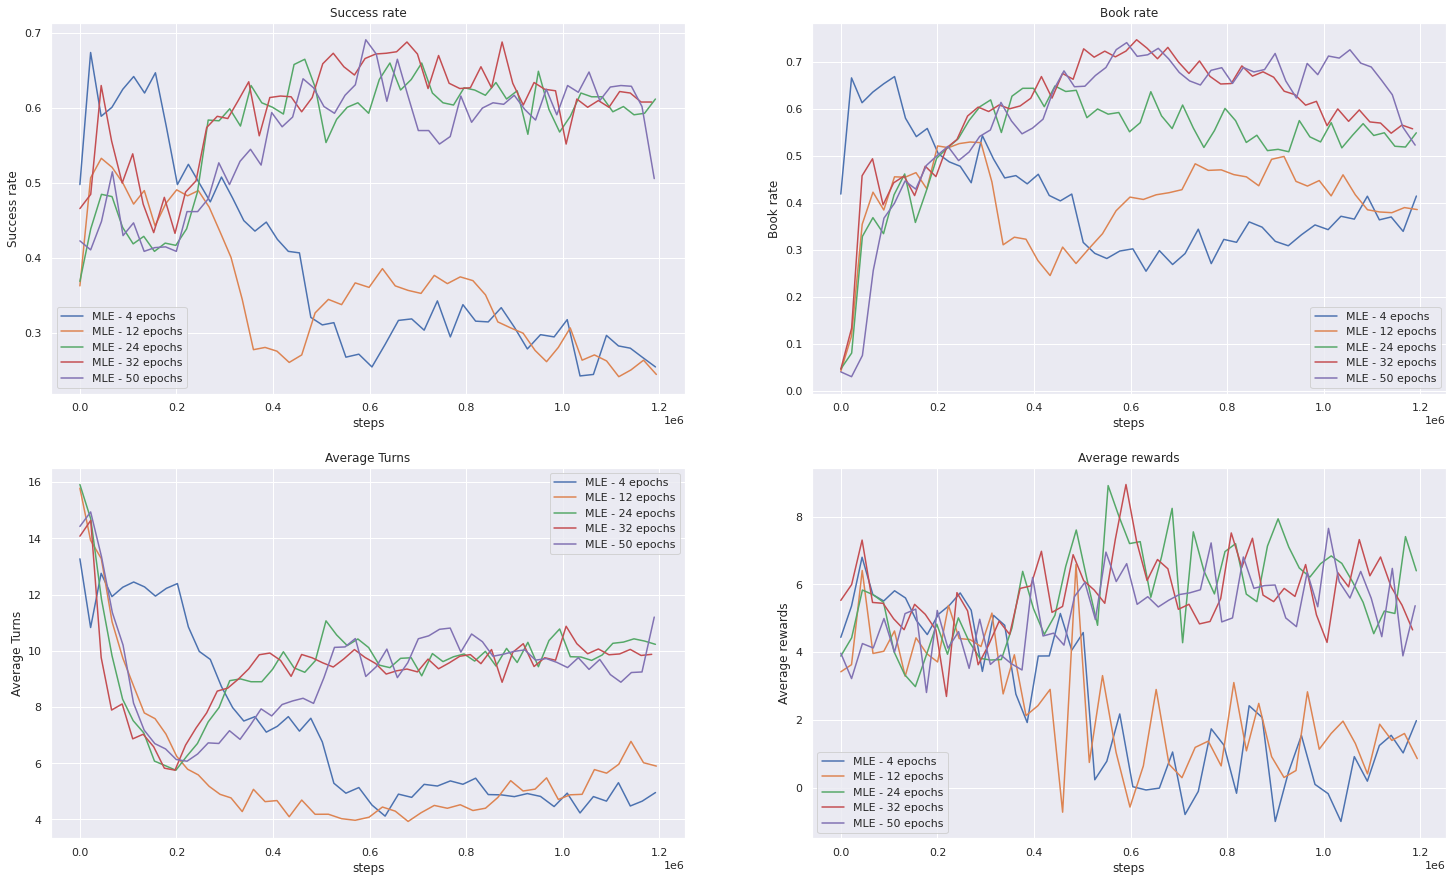 Success rate
Success rate
0.7
0.6
0.5
0.4
0.3
MLE - 4 epochs
MLE - 12 epochs
MLE - 24 epochs
MLE - 32 epochs
MLE - 50 epochs
0.0 0.2 0.4 0.6 0.8 1.0 1.2
steps
1e6
Book rate
Book rate
0.7
0.6
0.5
0.4
0.3
0.2
0.1
0.0
MLE - 4 epochs
MLE - 12 epochs
MLE - 24 epochs
MLE - 32 epochs
MLE - 50 epochs
0.0 0.2 0.4 0.6 0.8 1.0 1.2
steps
1e6
Average Turns
Average Turns
16
14
12
10
8
6
4
MLE - 4 epochs
MLE - 12 epochs
MLE - 24 epochs
MLE - 32 epochs
MLE - 50 epochs
0.0 0.2 0.4 0.6 0.8 1.0 1.2
steps
1e6
Average rewards
Average rewards
8
6
4
2
0
MLE - 4 epochs
MLE - 12 epochs
MLE - 24 epochs
MLE - 32 epochs
MLE - 50 epochs
0.0 0.2 0.4 0.6 0.8 1.0 1.2
steps
1e6